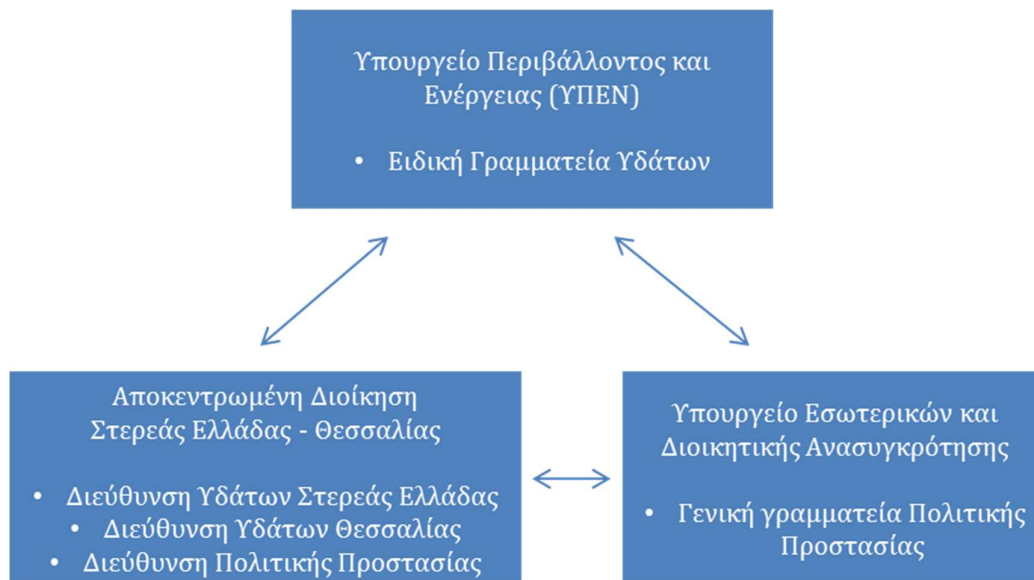 Υπουργείο Περιβάλλοντος και
Ενέργειας (ΥΠΕΝ)
• Ειδική Γραμματεία Υδάτων
Αποκεντρωμένη Διοίκηση
Στερεάς Ελλάδας - Θεσσαλίας
• Διεύθυνση Υδάτων Στερεάς Ελλάδας
• Διεύθυνση Υδάτων Θεσσαλίας
• Διεύθυνση Πολιτικής Προστασίας
Υπουργείο Εσωτερικών και
Διοικητικής Ανασυγκρότησης
• Γενική γραμματεία Πολιτικής
Προστασίας